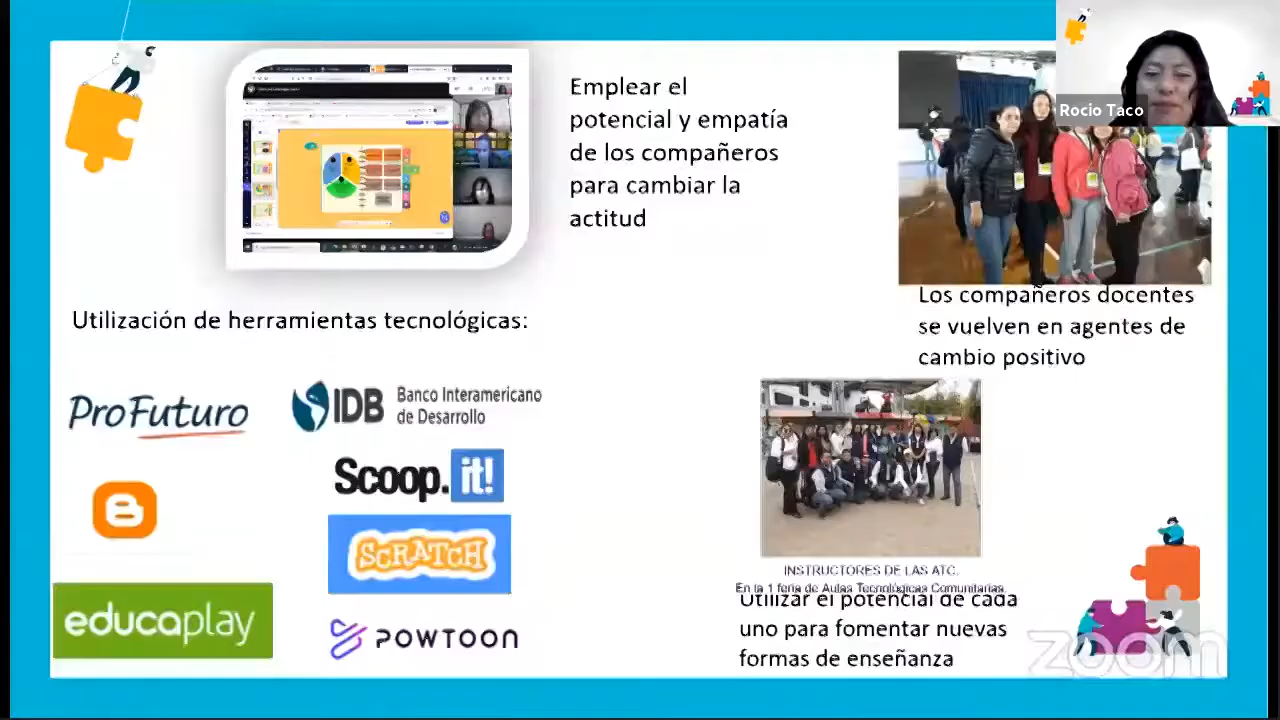 Emplear el
potencial y empatía
de los compañeros
para cambiar la
actitud
Rocio Taco
Los compañeros docentes
se vuelven en agentes de
cambio positivo
Utilización de herramientas tecnológicas:
ProFuturo
IDB Banco Interamericano
de Desarrollo
Scoop.it!
SCRATCH
educaplay
POWTOON
INSTRUCTORES DE LAS ATC.
En la 1 feria de Aulas Tecnológicas Comunitarias.
Utilizar el potencial de cada
uno para fomentar nuevas
formas de enseñanza
zoom